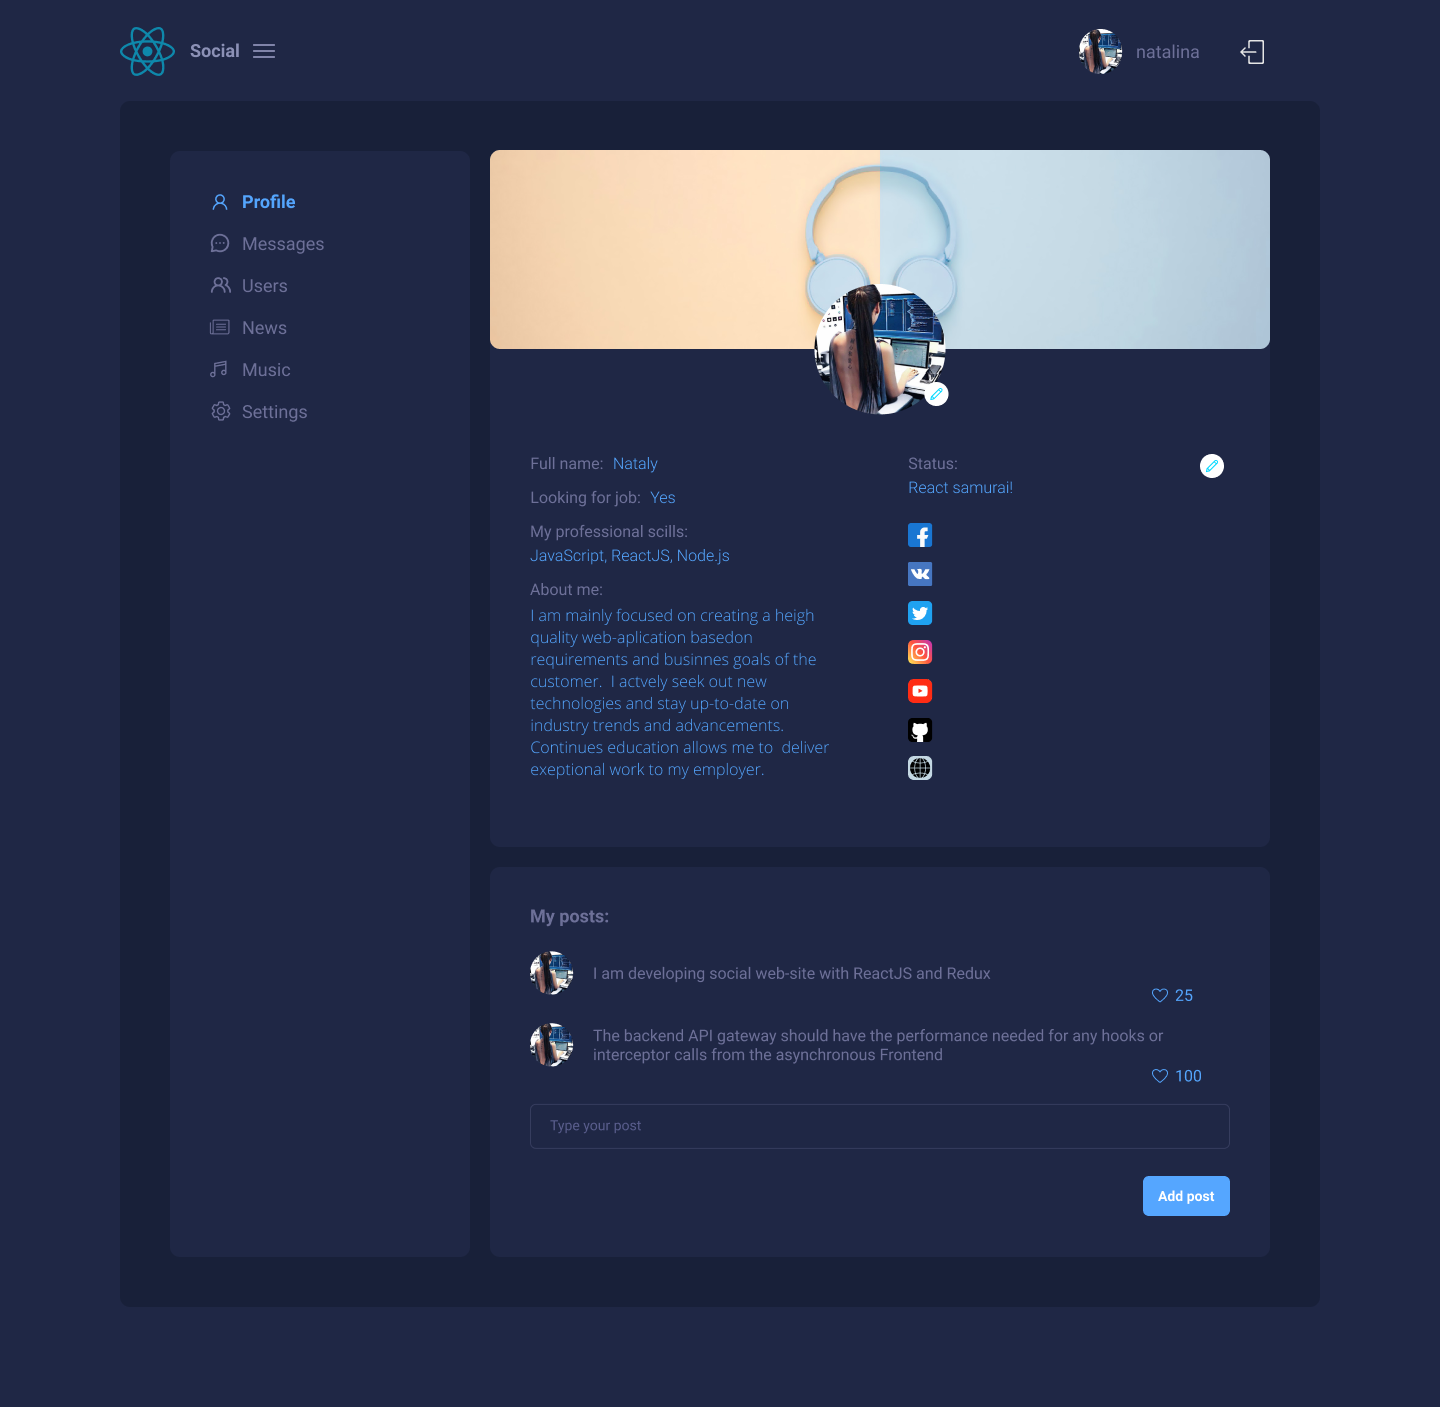 Social
natalina
Profile
Messages
Users
News
Music
Settings
Full name: Nataly
Looking for job: Yes
My professional scills:
JavaScript, ReactJS, Node.js
About me:
I am mainly focused on creating a heigh
quality web-aplication basedon
requirements and businnes goals of the
customer.  I actvely seek out new
technologies and stay up-to-date on
industry trends and advancements.
Continues education allows me to  deliver
exeptional work to my employer.
Status:
React samurai!
My posts:
I am developing social web-site with ReactJS and Redux
25
The backend API gateway should have the performance needed for any hooks or
interceptor calls from the asynchronous Frontend
100
Type your post
Add post